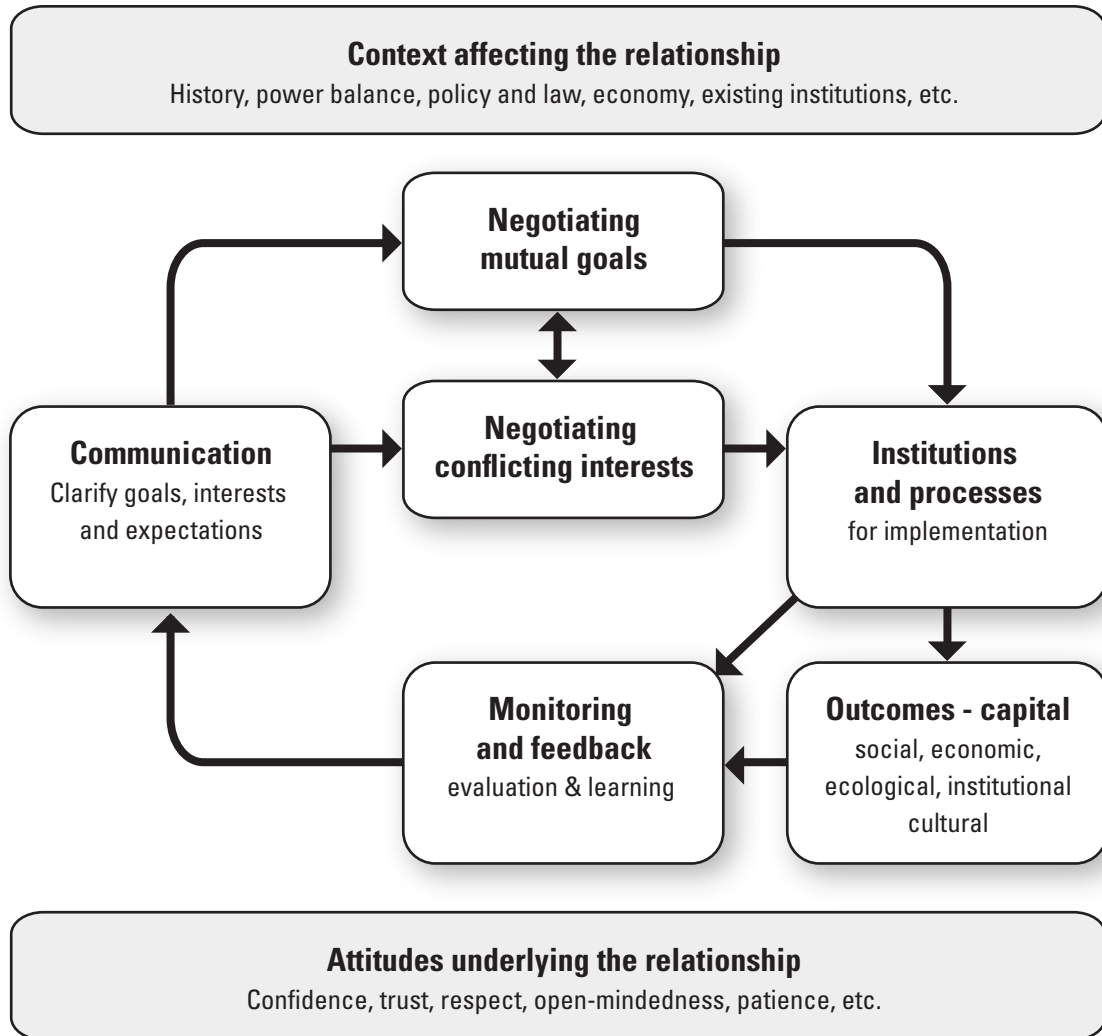 Context affecting the relationship
History, power balance, policy and law, economy, existing institutions, etc.
Negotiating
mutual goals
Negotiating
conflicting interests
Communication
Clarify goals, interests
and expectations
Institutions
and processes
for implementation
Monitoring
and feedback
evaluation & learning
Outcomes - capital
social, economic,
ecological, institutional
cultural
Attitudes underlying the relationship
Confidence, trust, respect, open-mindedness, patience, etc.